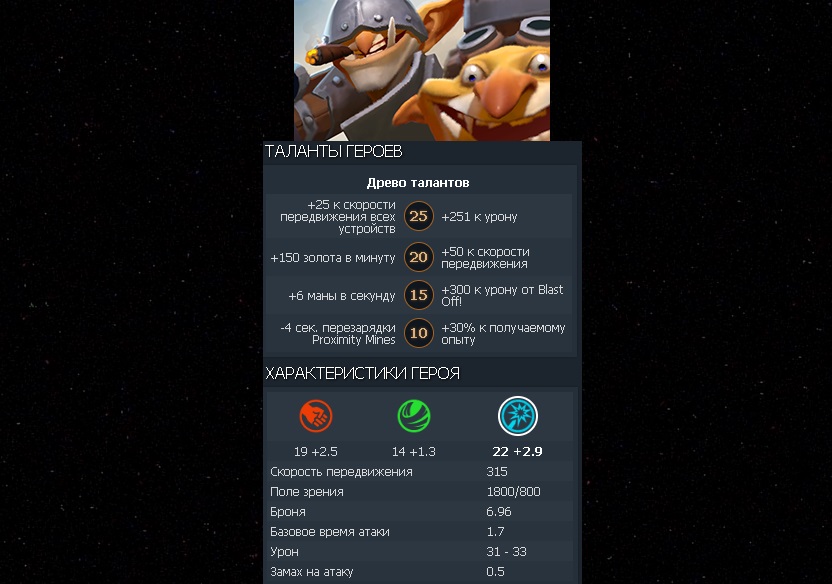 ТАЛАНТЫ ГЕРОЕВ
Древо талантов
+25 к скорости
передвижения всех
устройств
25
+251 к урону
+150 золота в минуту
20
+50 к скорости
передвижения
+6 маны в секунду
15
+300 к урону от Blast
Off!
-4 сек. перезарядки
Proximity Mines
10
+30% к получаемому
опыту
ХАРАКТЕРИСТИКИ ГЕРОЯ
19 +2.5
14 +1.3
22 +2.9
Скорость передвижения 315
Поле зрения 1800/800
Броня 6.96
Базовое время атаки 1.7
Урон 31 - 33
Замах на атаку 0.5